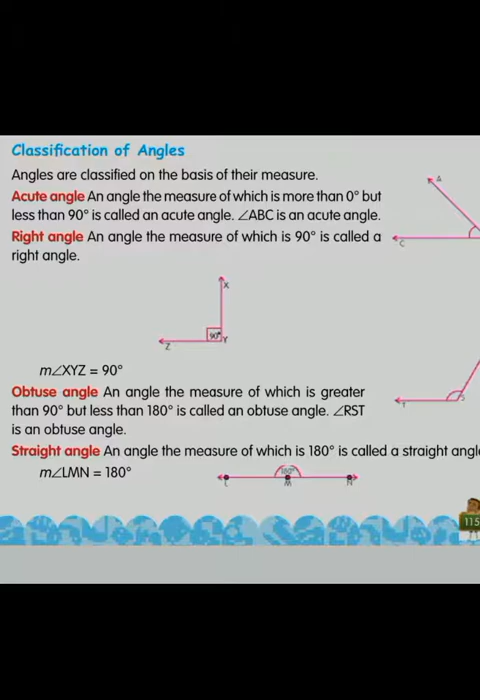 Classification of Angles
Angles are classified on the basis of their measure.
Acute angle An angle the measure of which is more than 0° but
less than 90° is called an acute angle. ∠ABC is an acute angle.
Right angle An angle the measure of which is 90° is called a
right angle.
A
C
X
90°
Y
Z
m∠XYZ = 90°
Obtuse angle An angle the measure of which is greater
than 90° but less than 180° is called an obtuse angle. ∠RST
is an obtuse angle.
T
S
Straight angle An angle the measure of which is 180° is called a straight angle
m∠LMN = 180°
180°
L
M
N
115